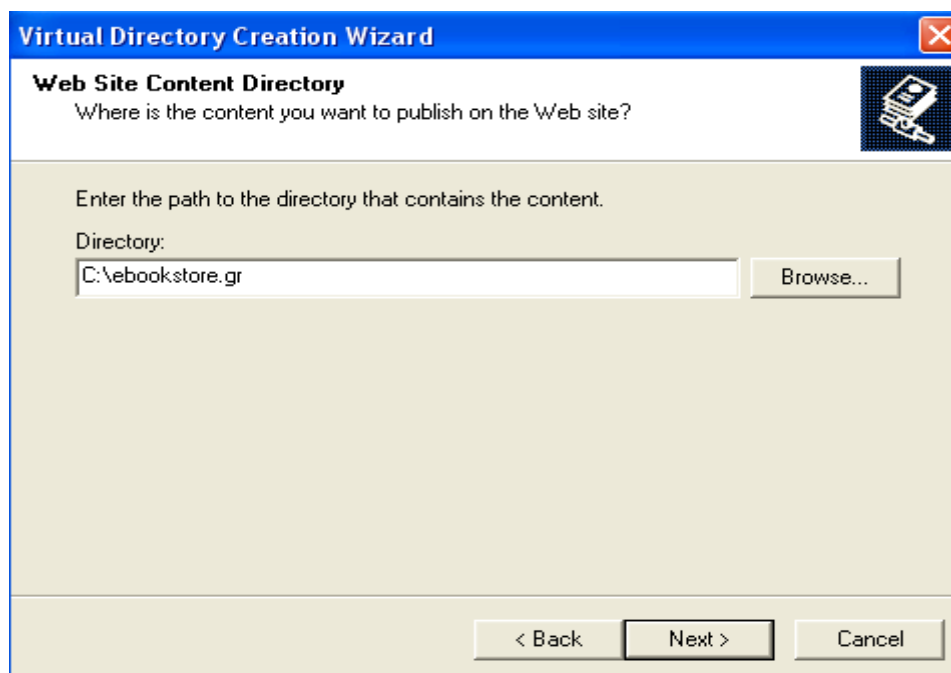 Virtual Directory Creation Wizard
Web Site Content Directory
Where is the content you want to publish on the Web site?
Enter the path to the directory that contains the content.
Directory:
C:\ebookstore.gr
Browse...
< Back
Next >
Cancel